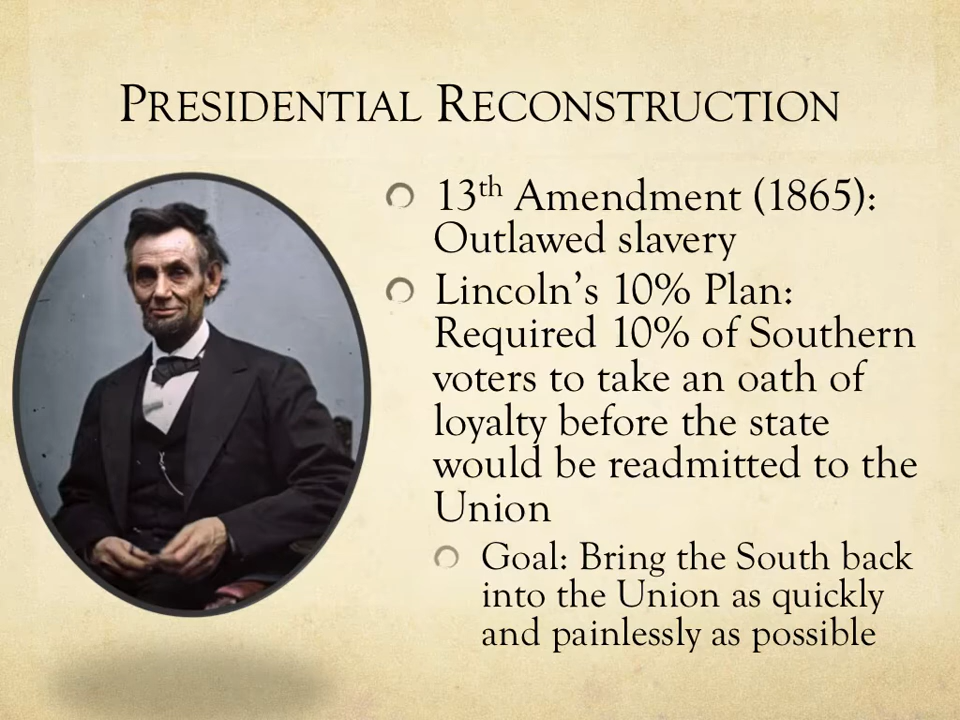 PRESIDENTIAL RECONSTRUCTION
13th Amendment (1865):
Outlawed slavery
Lincoln's 10% Plan:
Required 10% of Southern
voters to take an oath of
loyalty before the state
would be readmitted to the
Union
Goal: Bring the South back
into the Union as quickly
and painlessly as possible